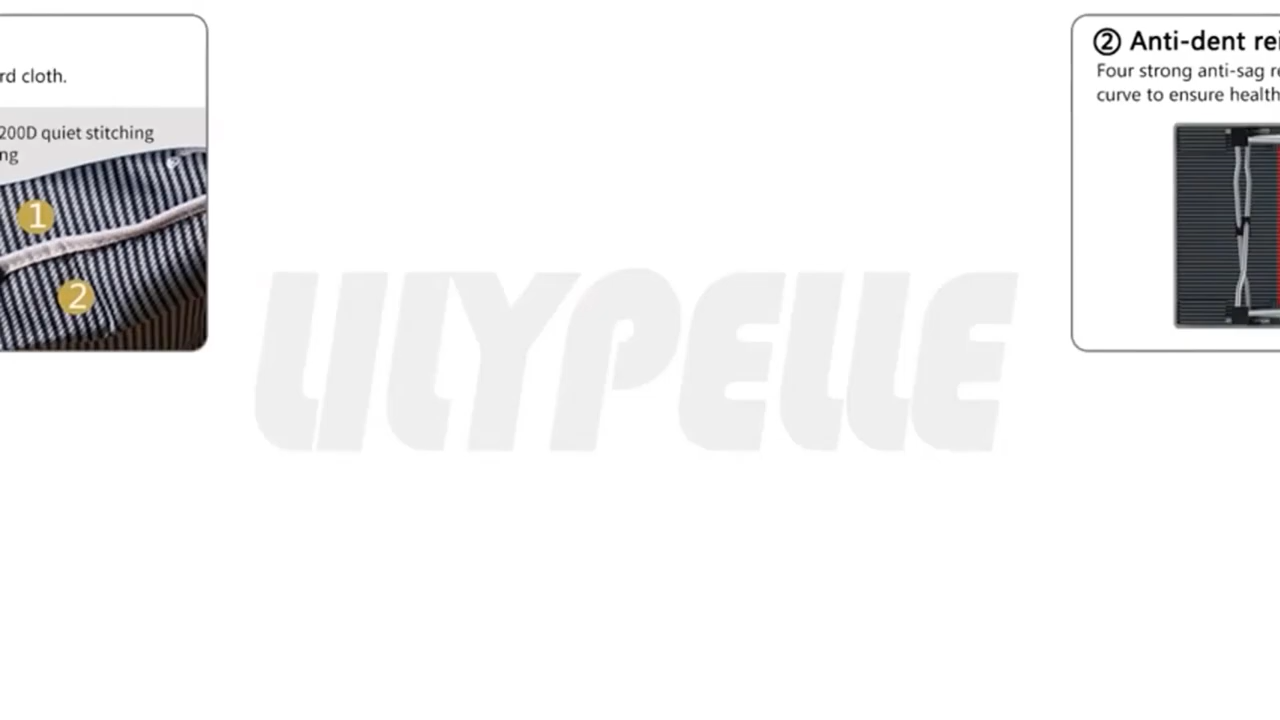 rd cloth.
200D quiet stitching
ng
1
2
LILYPELLE
② Anti-dent rei
Four strong anti-sag re
curve to ensure health